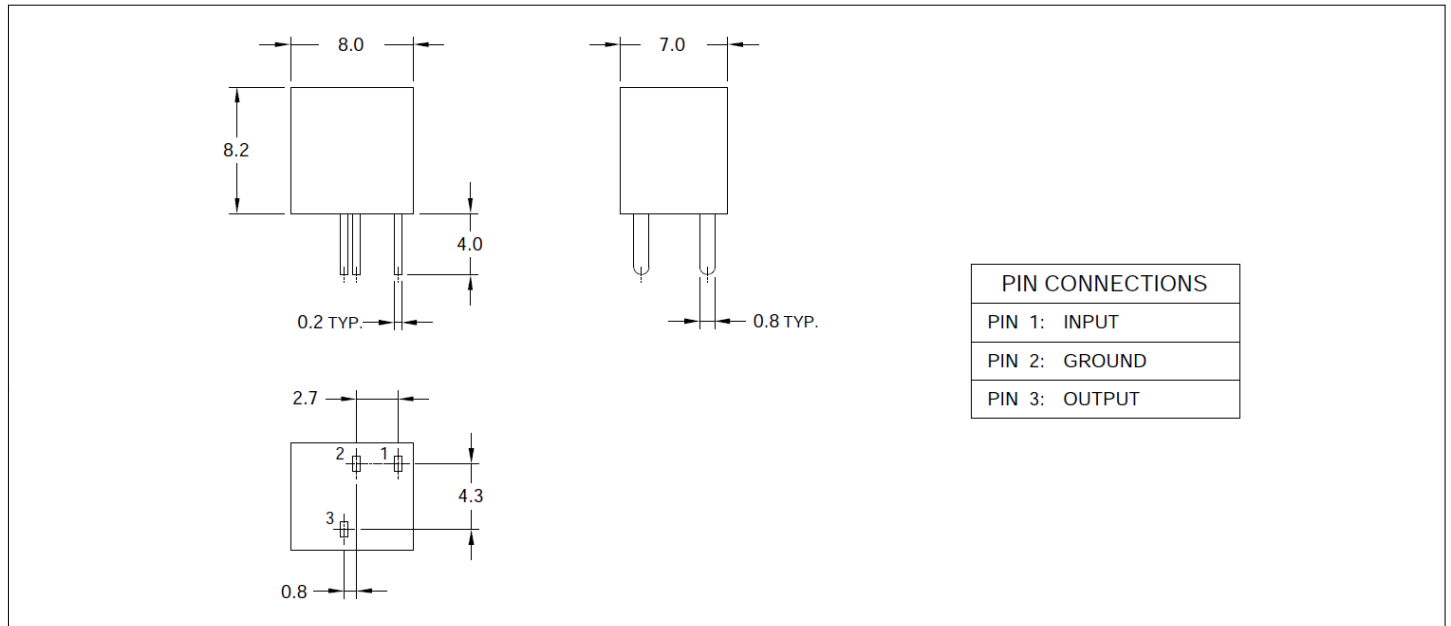 8.0
7.0
8.2
4.0
0.2 TYP.
0.8 TYP.
PIN CONNECTIONS
PIN 1: INPUT
PIN 2: GROUND
PIN 3: OUTPUT
2.7
2 1
4.3
3
0.8